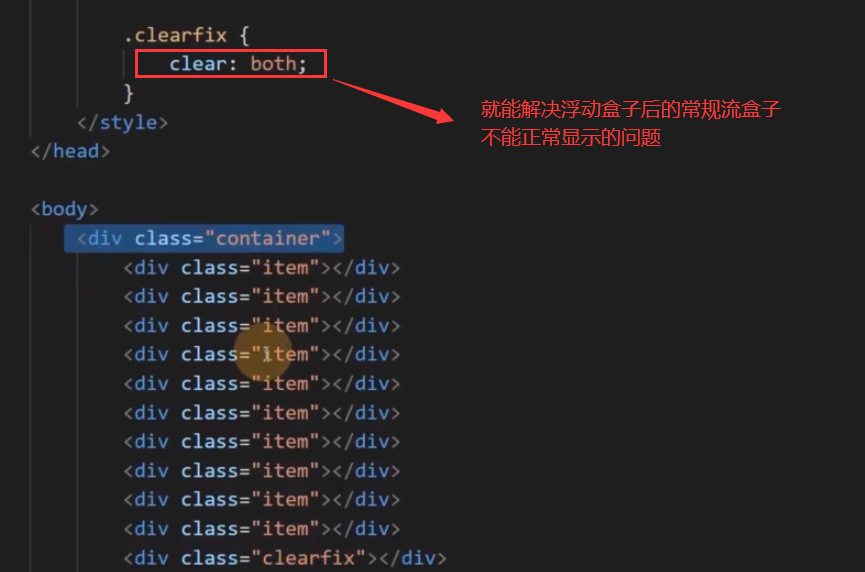 .clearfix {
clear: both;
就能解决浮动盒子后的常规流盒子
不能正常显示的问题
}
</style>
</head>
<body>
<div class="container">
<div class="item"></div>
<div class="item"></div>
<div class="item"></div>
<div class="item"></div>
<div class="item"></div>
<div class="item"></div>
<div class="item"></div>
<div class="item"></div>
<div class="item"></div>
<div class="item"></div>
<div class="clearfix"></div>